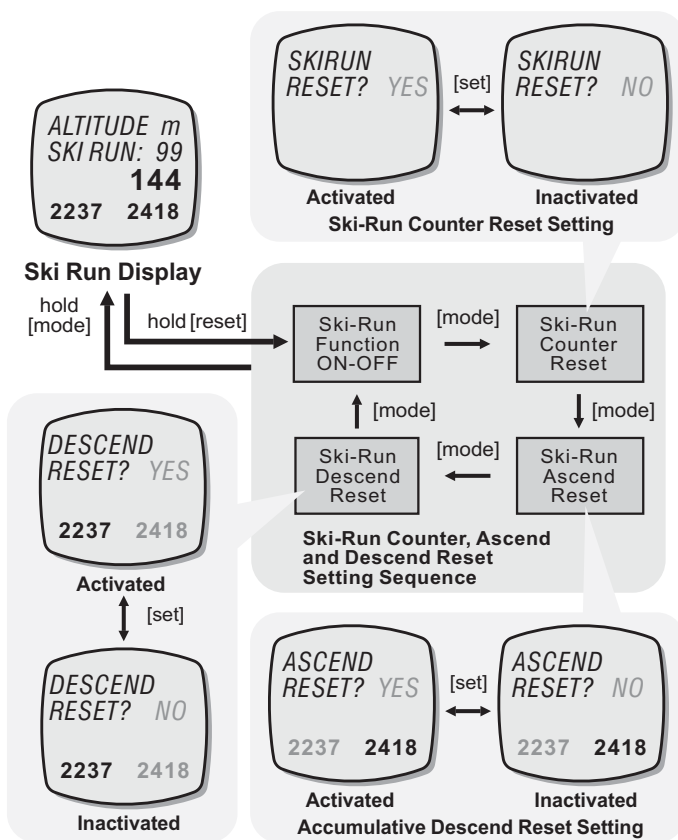 SKIRUN
RESET? YES
[set]
SKIRUN
RESET? NO
Activated
Inactivated
Ski-Run Counter Reset Setting
ALTITUDE m
SKI RUN: 99
144
2237 2418
Ski Run Display
hold
[mode]
hold [reset]
Ski-Run
Function
ON-OFF
[mode]
Ski-Run
Counter
Reset
[mode]
[mode]
Ski-Run
Descend
Reset
[mode]
Ski-Run
Ascend
Reset
Ski-Run Counter, Ascend
and Descend Reset
Setting Sequence
DESCEND
RESET? YES
2237 2418
Activated
[set]
DESCEND
RESET? NO
2237 2418
Inactivated
ASCEND
RESET? YES
2237 2418
[set]
ASCEND
RESET? NO
2237 2418
Activated
Inactivated
Accumulative Descend Reset Setting